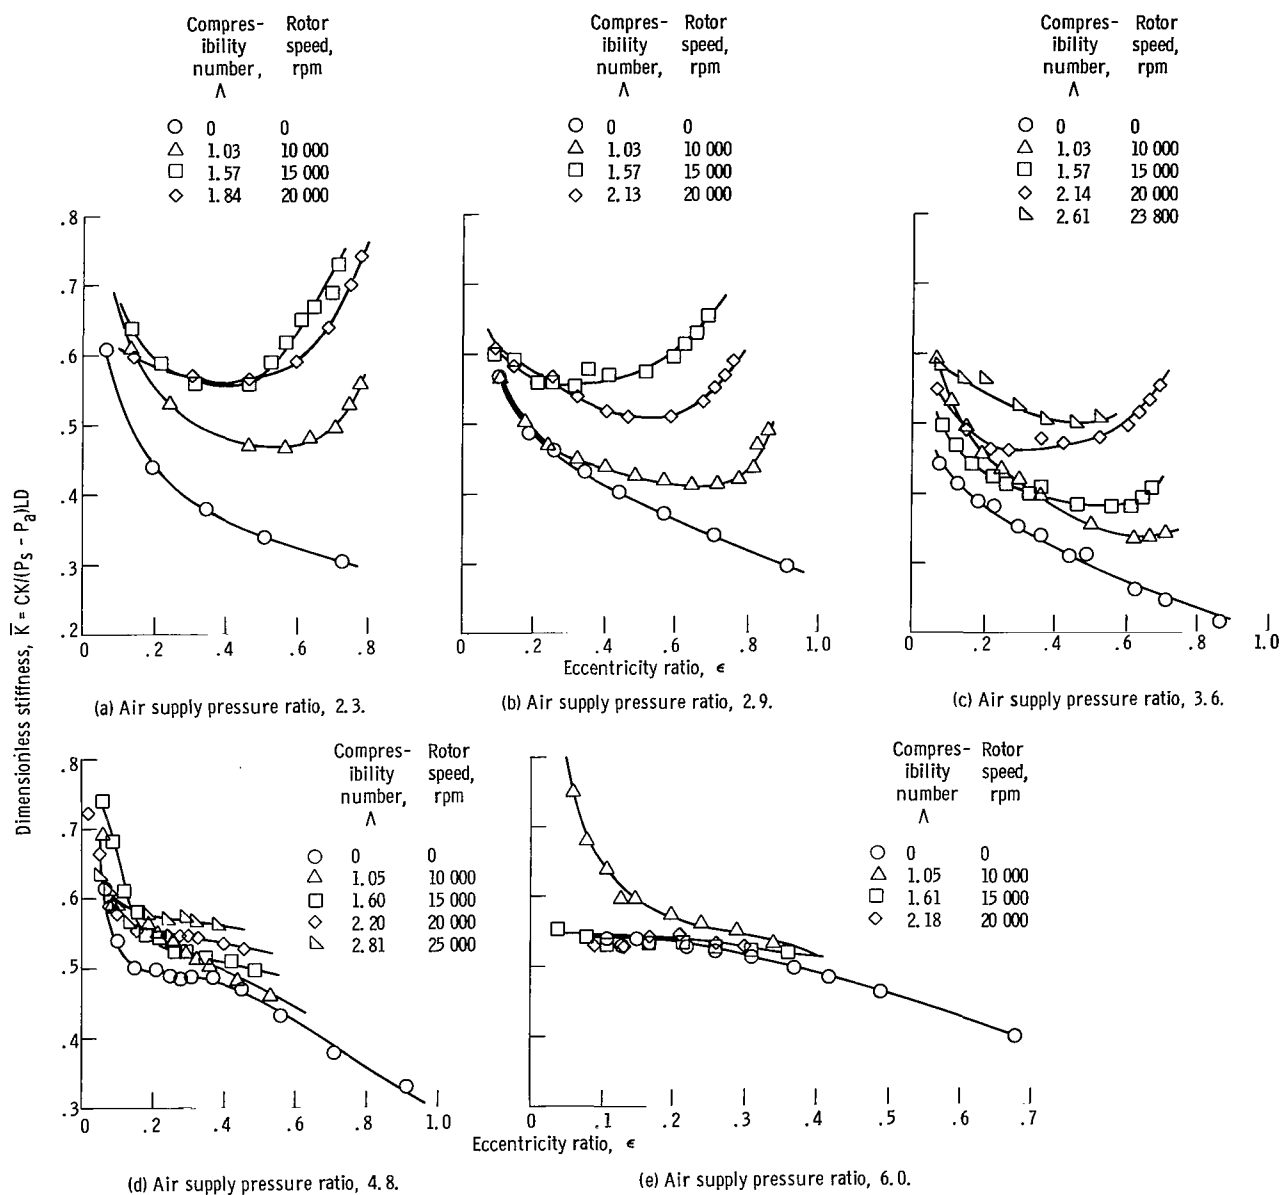 Compres-
ibility
number,
Λ
Rotor
speed,
rpm
0 0
1.03 10 000
1.57 15 000
1.84 20 000
Compres-
ibility
number,
Λ
Rotor
speed,
rpm
0 0
1.03 10 000
1.57 15 000
2.13 20 000
Compres-
ibility
number,
Λ
Rotor
speed,
rpm
0 0
1.03 10 000
1.57 15 000
2.14 20 000
2.61 23 800
Dimensionless stiffness, K̅ = CK/(Ps - Pa)LD
.8
.7
.6
.5
.4
.3
.2
0 .2 .4 .6 .8
0 .2 .4 .6 .8 1.0
0 .2 .4 .6 .8 1.0
Eccentricity ratio, ϵ
(a) Air supply pressure ratio, 2.3.
(b) Air supply pressure ratio, 2.9.
(c) Air supply pressure ratio, 3.6.
Compres-
ibility
number,
Λ
Rotor
speed,
rpm
0 0
1.05 10 000
1.60 15 000
2.20 20 000
2.81 25 000
Compres-
ibility
number
Λ
Rotor
speed,
rpm
0 0
1.05 10 000
1.61 15 000
2.18 20 000
.8
.7
.6
.5
.4
.3
0 .2 .4 .6 .8 1.0
0 .1 .2 .3 .4 .5 .6 .7
Eccentricity ratio, ϵ
(d) Air supply pressure ratio, 4.8.
(e) Air supply pressure ratio, 6.0.